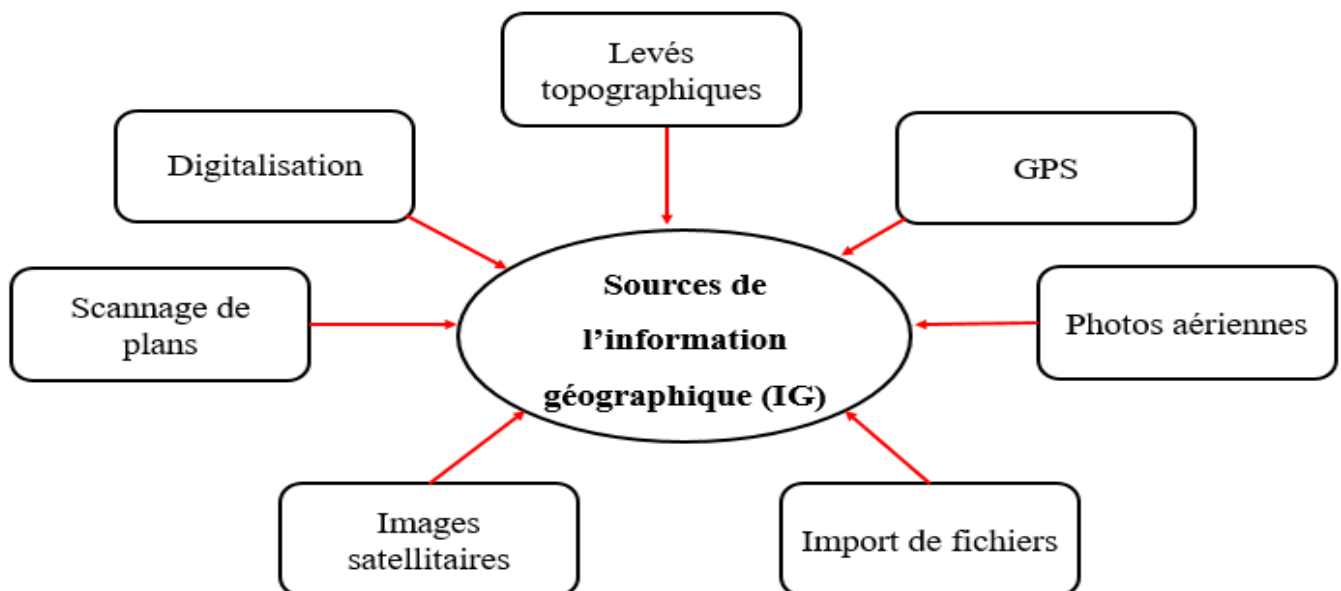 Levés
topographiques
Digitalisation
GPS
Sources de
l’information
géographique (IG)
Scannage de
plans
Photos aériennes
Images
satellitaires
Import de fichiers